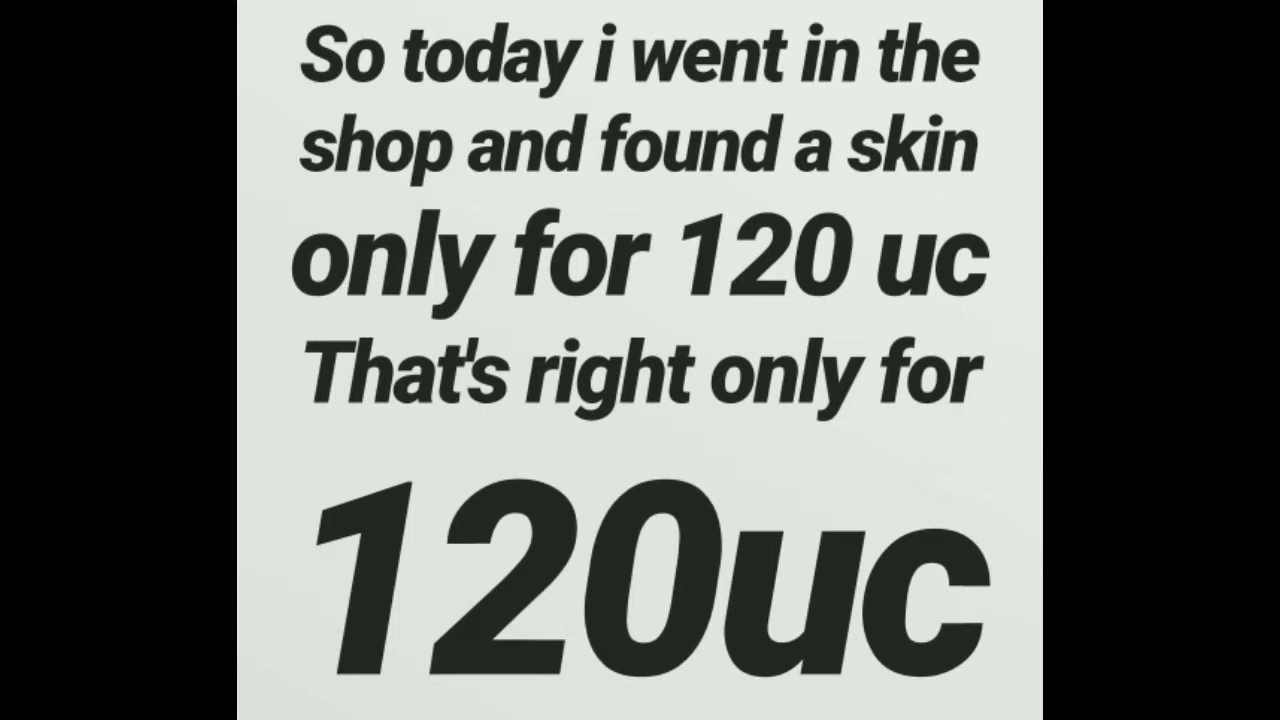 So today i went in the
shop and found a skin
only for 120 uc
That's right only for
120uc